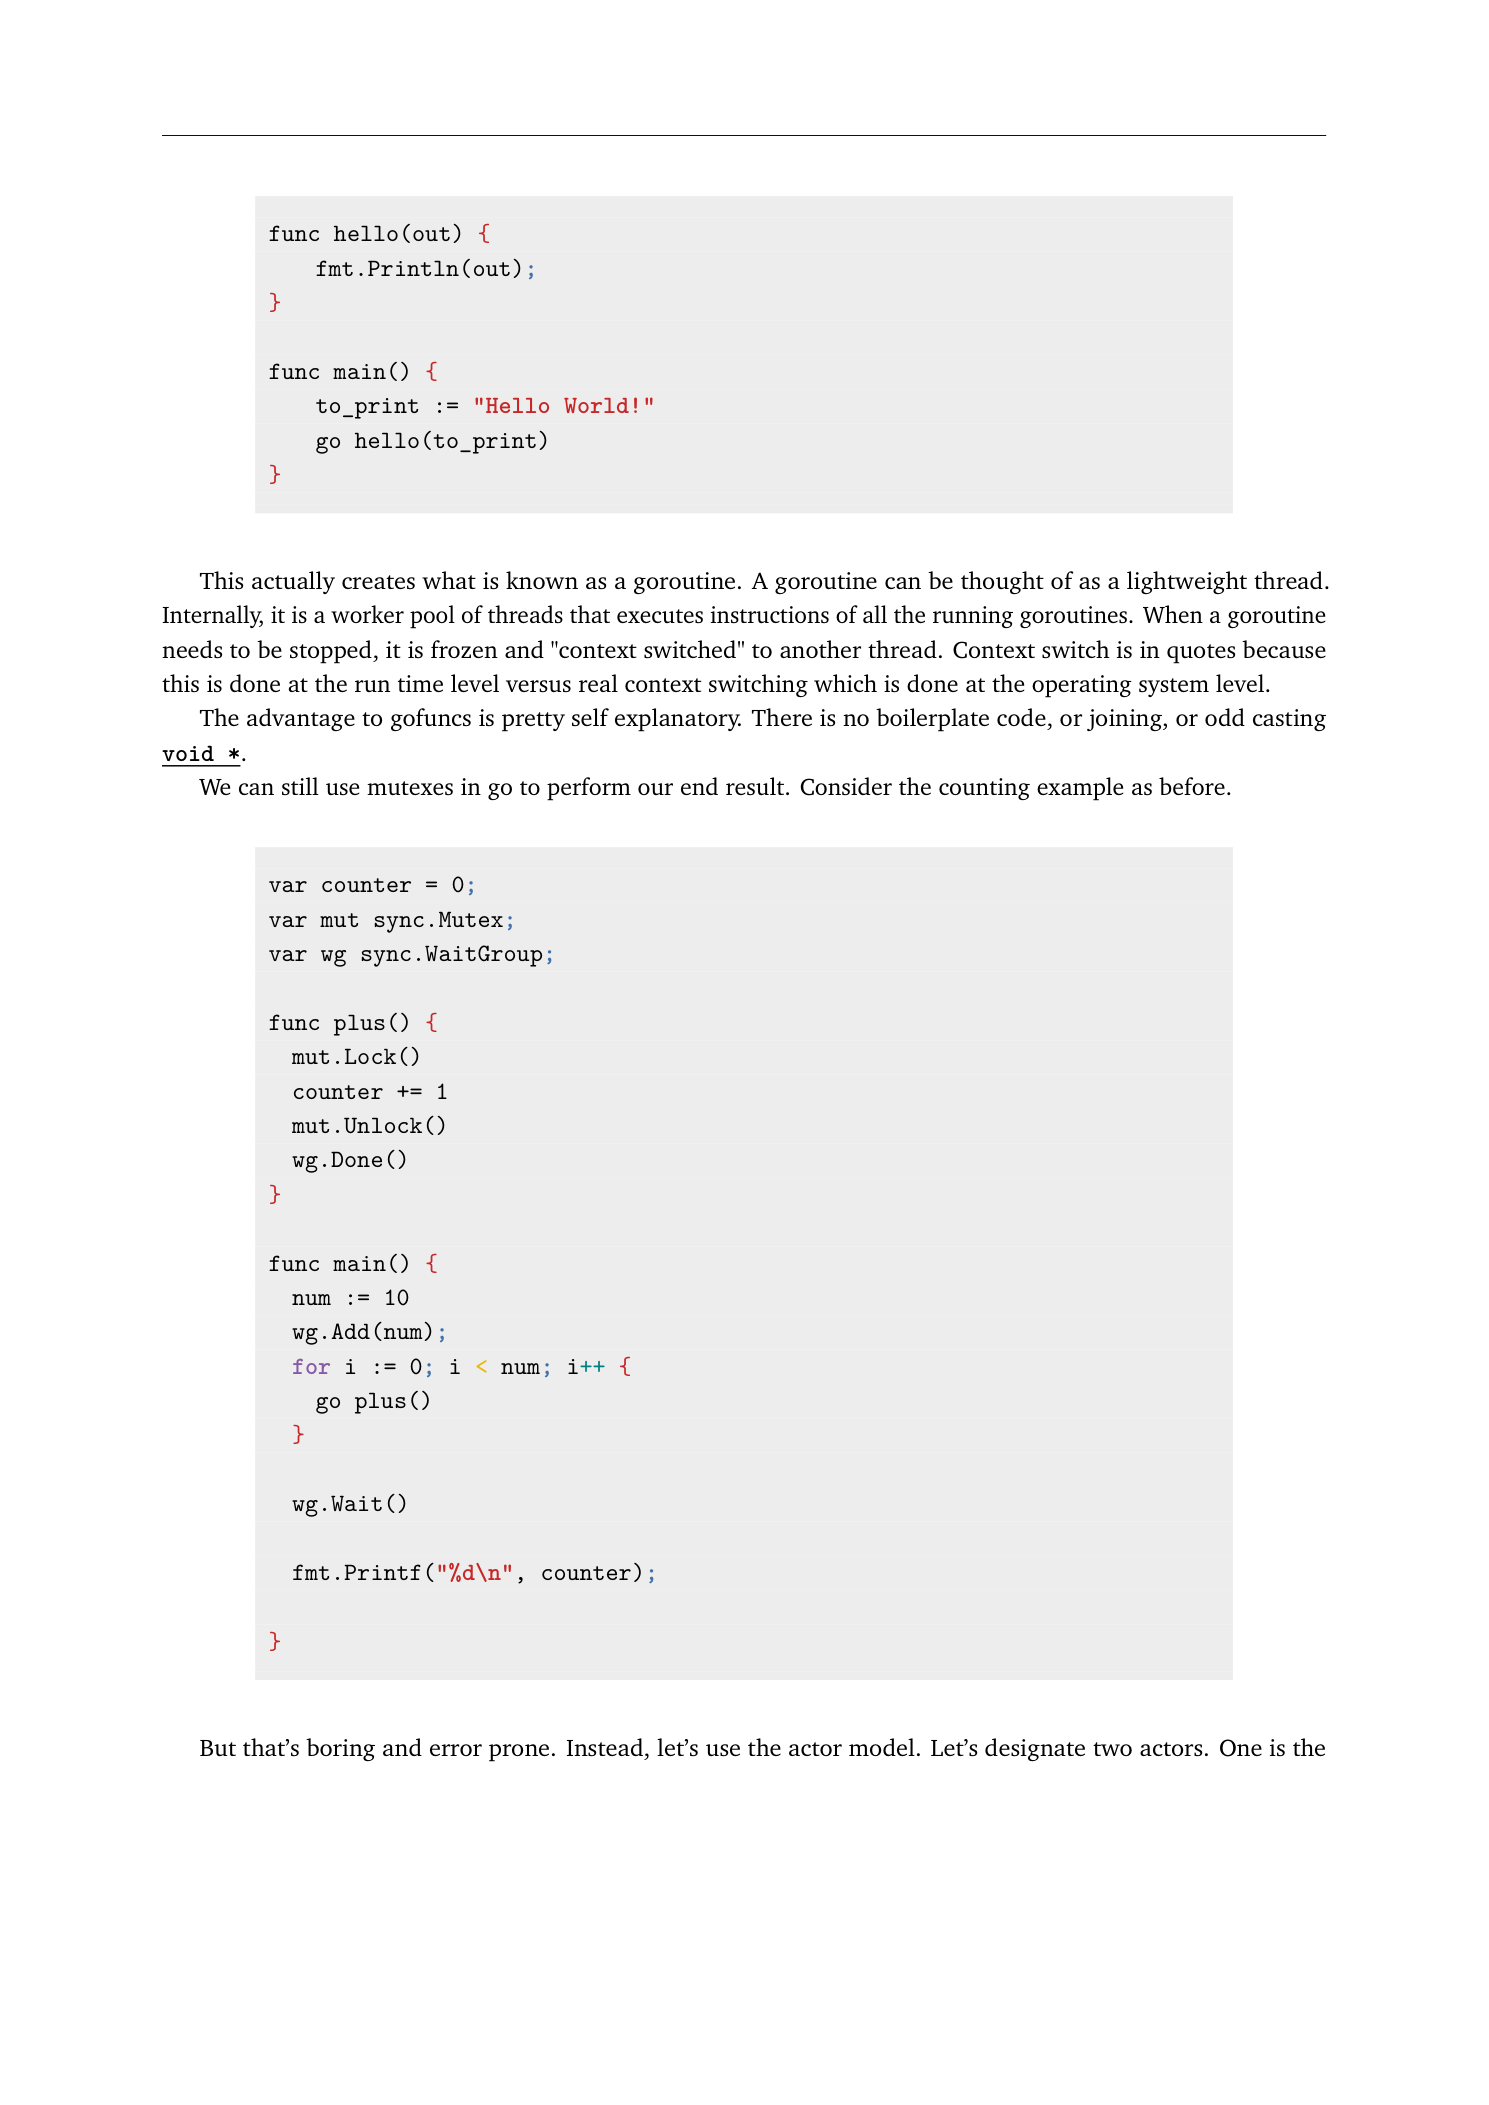 func hello(out) {
    fmt.Println(out);
}

func main() {
    to_print := "Hello World!"
    go hello(to_print)
}

This actually creates what is known as a goroutine. A goroutine can be thought of as a lightweight thread.
Internally, it is a worker pool of threads that executes instructions of all the running goroutines. When a goroutine
needs to be stopped, it is frozen and "context switched" to another thread. Context switch is in quotes because
this is done at the run time level versus real context switching which is done at the operating system level.
The advantage to gofuncs is pretty self explanatory. There is no boilerplate code, or joining, or odd casting
void *.
We can still use mutexes in go to perform our end result. Consider the counting example as before.

var counter = 0;
var mut sync.Mutex;
var wg sync.WaitGroup;

func plus() {
  mut.Lock()
  counter += 1
  mut.Unlock()
  wg.Done()
}

func main() {
  num := 10
  wg.Add(num);
  for i := 0; i < num; i++ {
    go plus()
  }

  wg.Wait()

  fmt.Printf("%d\n", counter);

}

But that's boring and error prone. Instead, let's use the actor model. Let's designate two actors. One is the